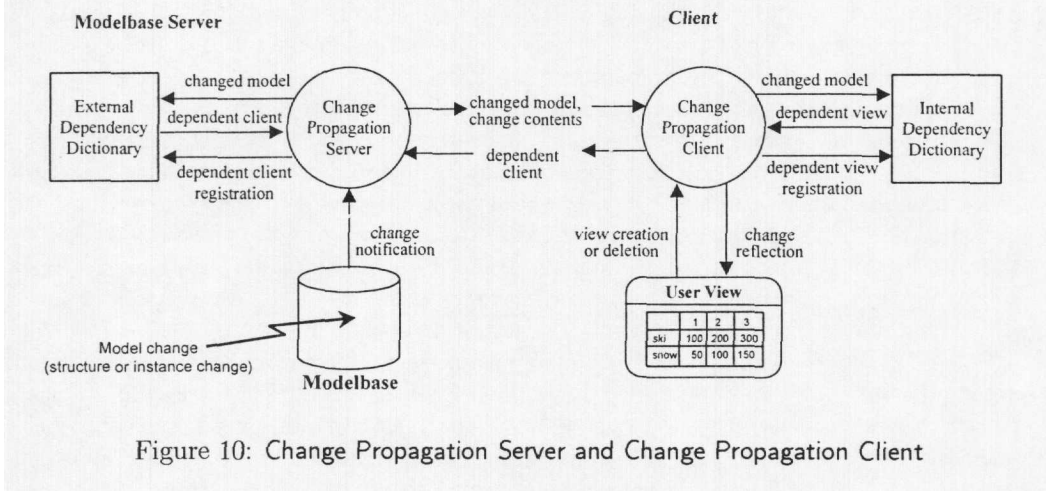 Modelbase Server
Client
External
Dependency
Dictionary
changed model
dependent client
dependent client
registration
Change
Propagation
Server
changed model,
change contents
dependent
client
Change
Propagation
Client
changed model
dependent view
dependent view
registration
Internal
Dependency
Dictionary
change
notification
view creation
or deletion
change
reflection
Model change
(structure or instance change)
Modelbase
User View
1 2 3
ski 100 200 300
snow 50 100 150
Figure 10: Change Propagation Server and Change Propagation Client